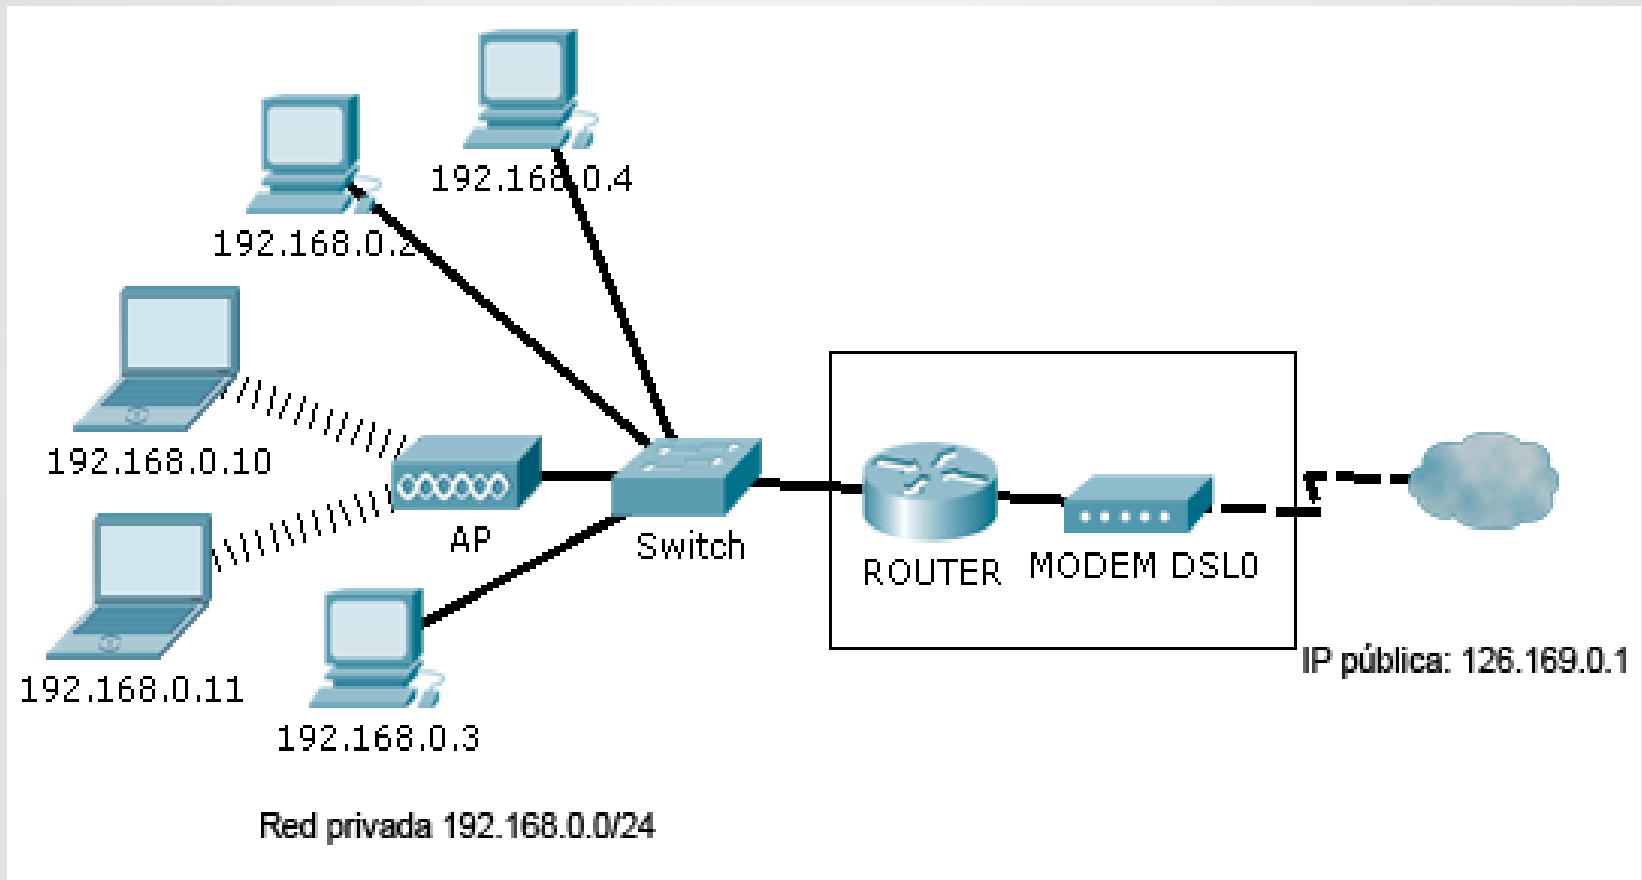 192.168.0.4
192.168.0.2
192.168.0.10
AP
Switch
ROUTER
MODEM DSL0
IP pública: 126.169.0.1
192.168.0.11
192.168.0.3
Red privada 192.168.0.0/24